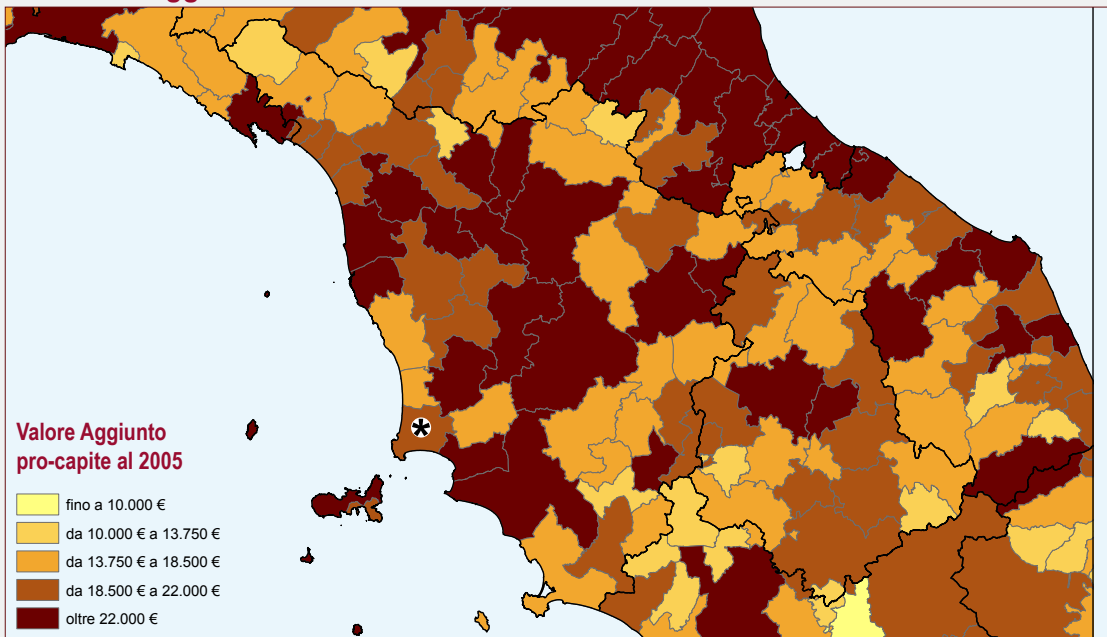 Valore Aggiunto
pro-capite al 2005
fino a 10.000 €
da 10.000 € a 13.750 €
da 13.750 € a 18.500 €
da 18.500 € a 22.000 €
oltre 22.000 €